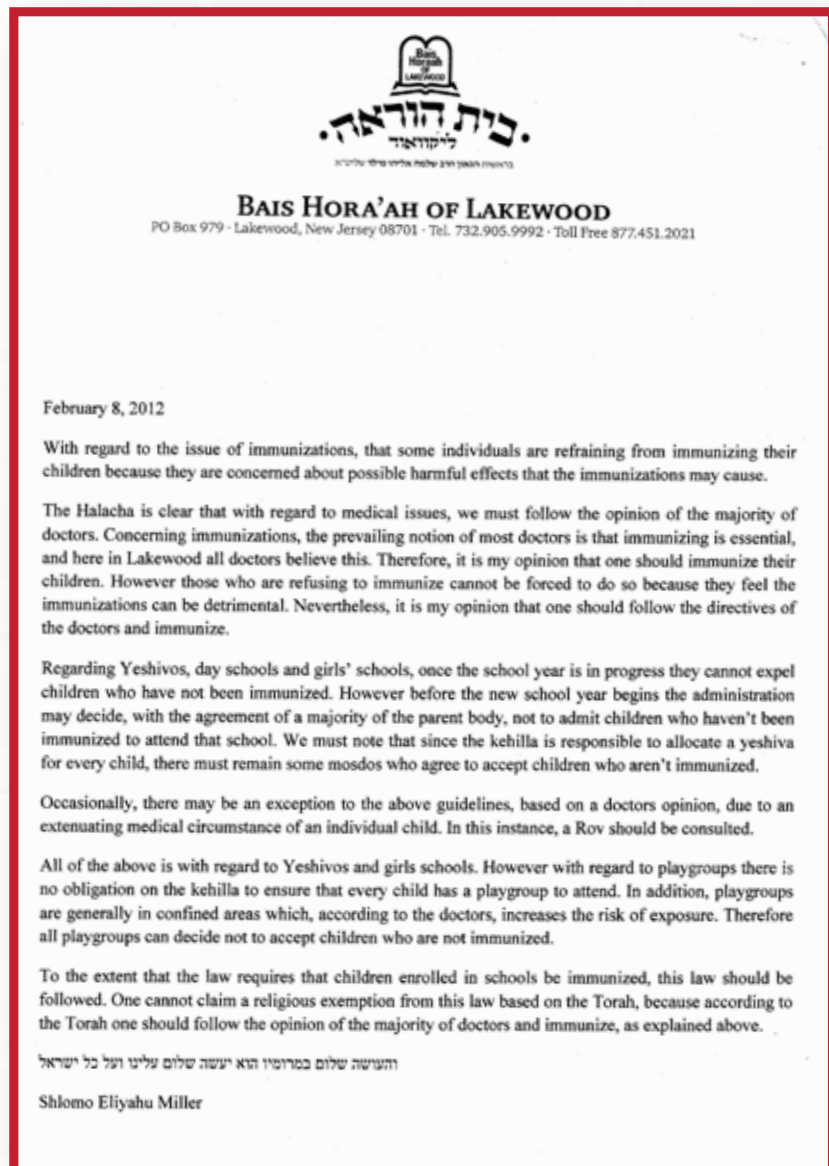 Bais
Horaah
OF
LAKEWOOD
בית הוראה
לייקוואוד
בראשות הגאון הרב שלמה אליהו מילר שליט"א
BAIS HORA'AH OF LAKEWOOD
PO Box 979 · Lakewood, New Jersey 08701 · Tel. 732.905.9992 · Toll Free 877.451.2021
February 8, 2012
With regard to the issue of immunizations, that some individuals are refraining from immunizing their
children because they are concerned about possible harmful effects that the immunizations may cause.
The Halacha is clear that with regard to medical issues, we must follow the opinion of the majority of
doctors. Concerning immunizations, the prevailing notion of most doctors is that immunizing is essential,
and here in Lakewood all doctors believe this. Therefore, it is my opinion that one should immunize their
children. However those who are refusing to immunize cannot be forced to do so because they feel the
immunizations can be detrimental. Nevertheless, it is my opinion that one should follow the directives of
the doctors and immunize.
Regarding Yeshivos, day schools and girls' schools, once the school year is in progress they cannot expel
children who have not been immunized. However before the new school year begins the administration
may decide, with the agreement of a majority of the parent body, not to admit children who haven't been
immunized to attend that school. We must note that since the kehilla is responsible to allocate a yeshiva
for every child, there must remain some mosdos who agree to accept children who aren't immunized.
Occasionally, there may be an exception to the above guidelines, based on a doctors opinion, due to an
extenuating medical circumstance of an individual child. In this instance, a Rov should be consulted.
All of the above is with regard to Yeshivos and girls schools. However with regard to playgroups there is
no obligation on the kehilla to ensure that every child has a playgroup to attend. In addition, playgroups
are generally in confined areas which, according to the doctors, increases the risk of exposure. Therefore
all playgroups can decide not to accept children who are not immunized.
To the extent that the law requires that children enrolled in schools be immunized, this law should be
followed. One cannot claim a religious exemption from this law based on the Torah, because according to
the Torah one should follow the opinion of the majority of doctors and immunize, as explained above.
והעושה שלום במרומיו הוא יעשה שלום עלינו ועל כל ישראל
Shlomo Eliyahu Miller